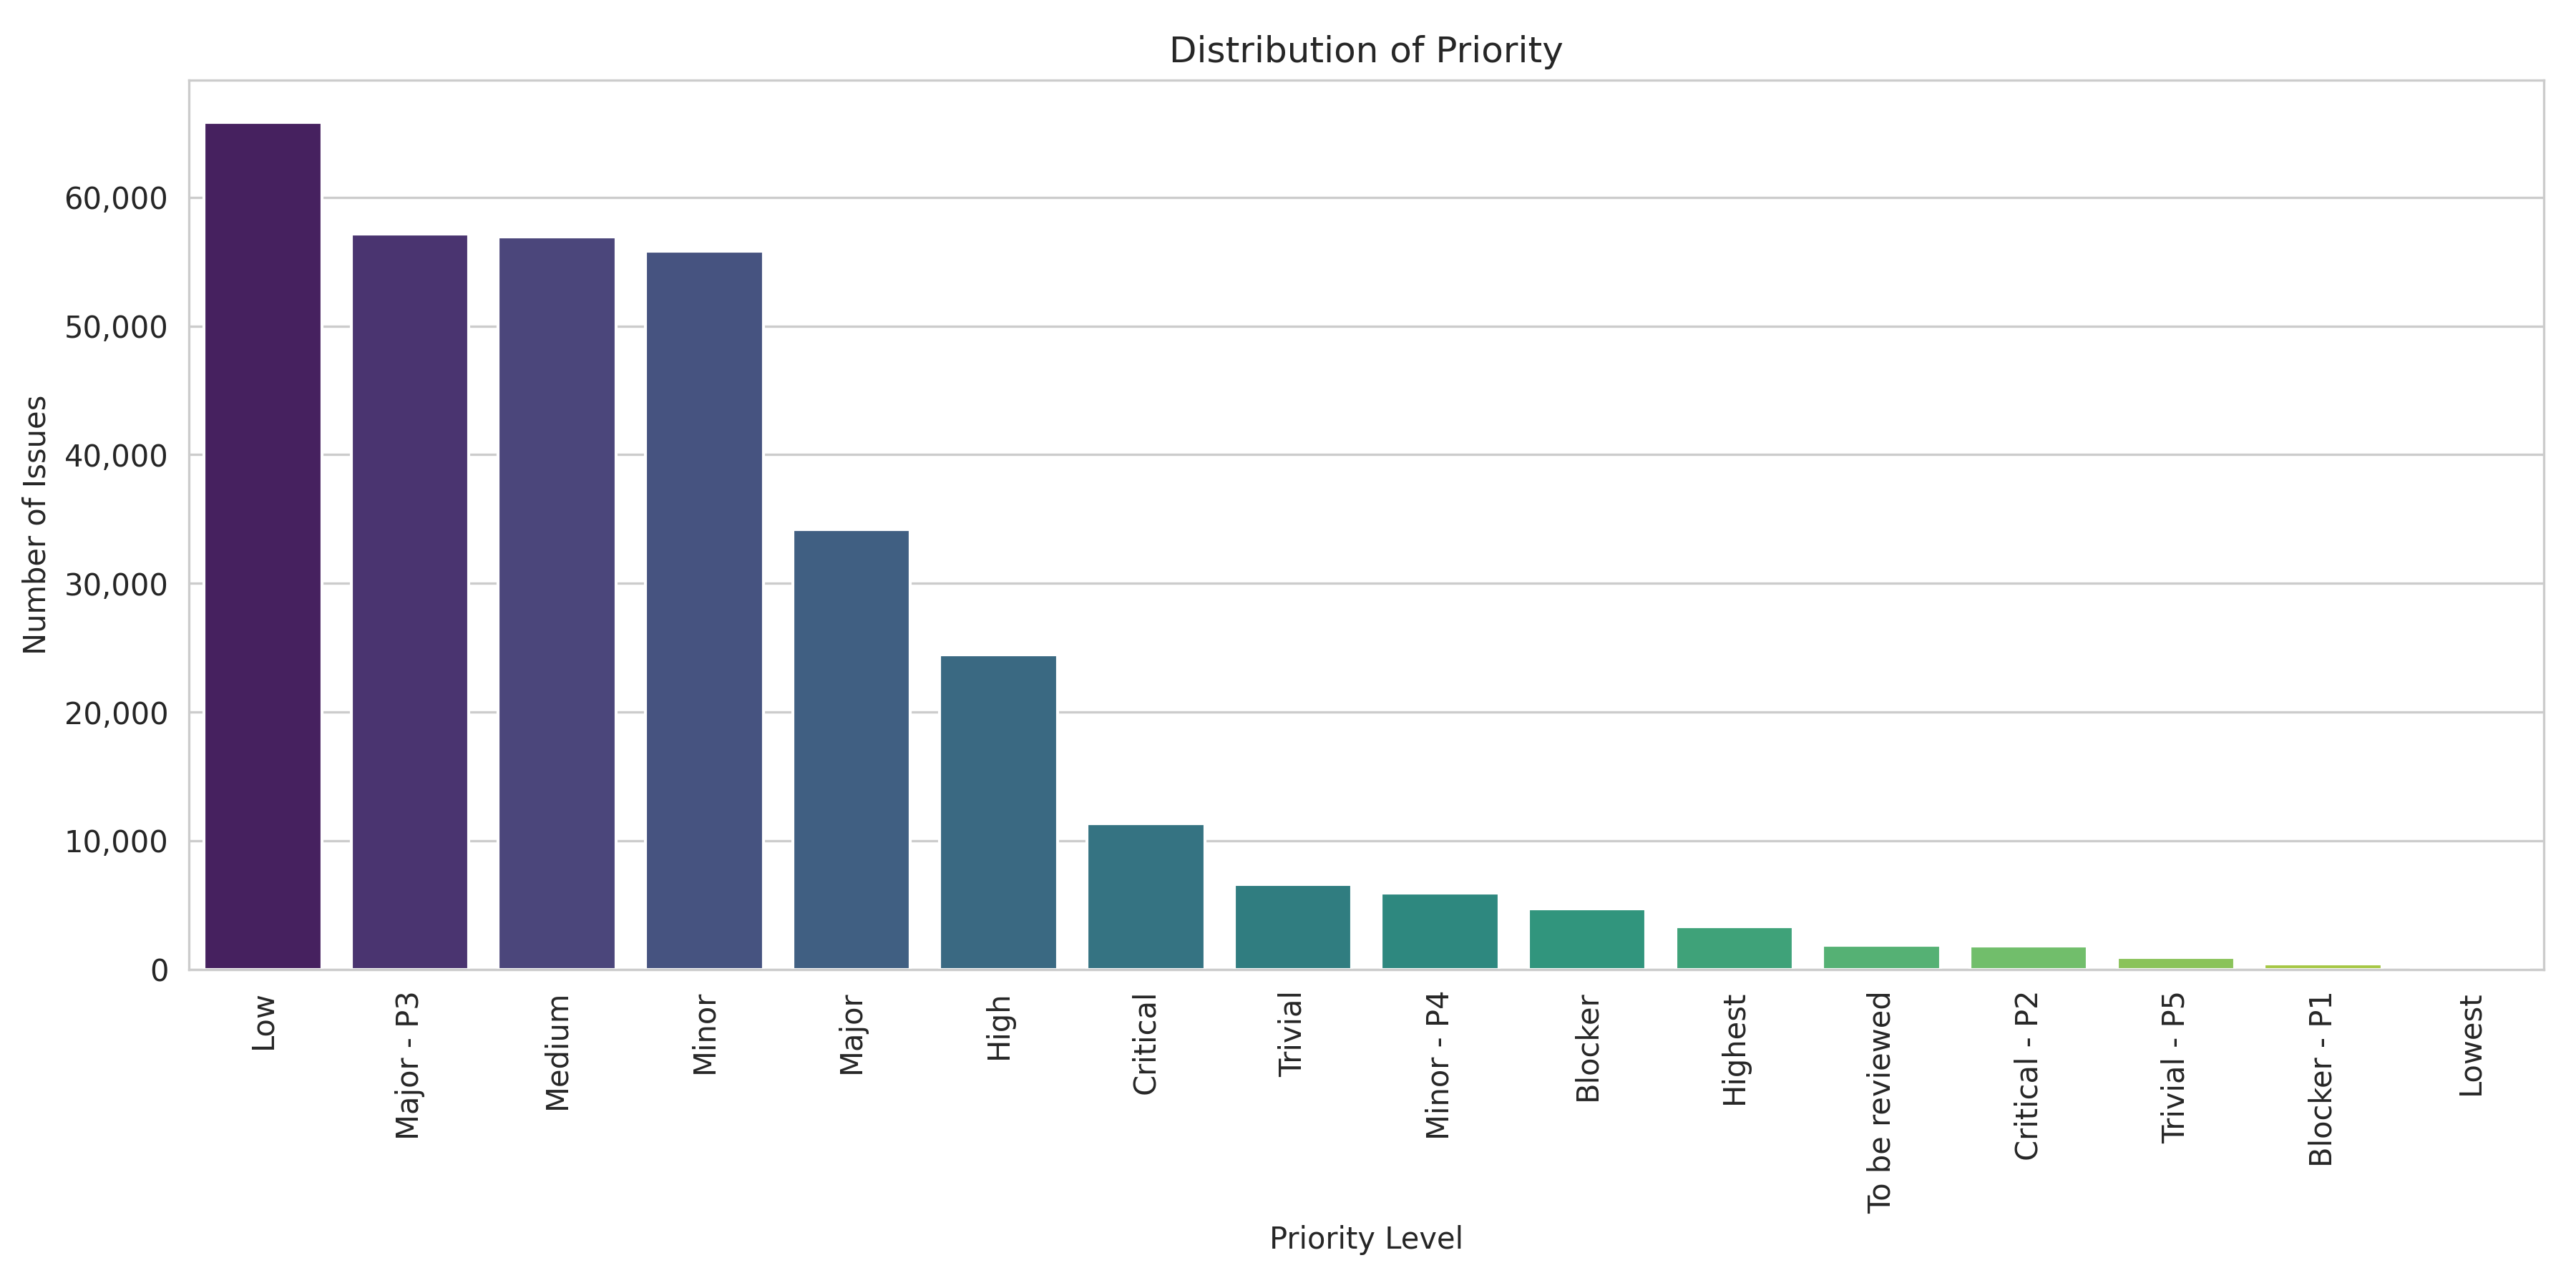 Distribution of Priority
Number of Issues
60,000
50,000
40,000
30,000
20,000
10,000
0
Low
Major - P3
Medium
Minor
Major
High
Critical
Trivial
Minor - P4
Blocker
Highest
To be reviewed
Critical - P2
Trivial - P5
Blocker - P1
Lowest
Priority Level